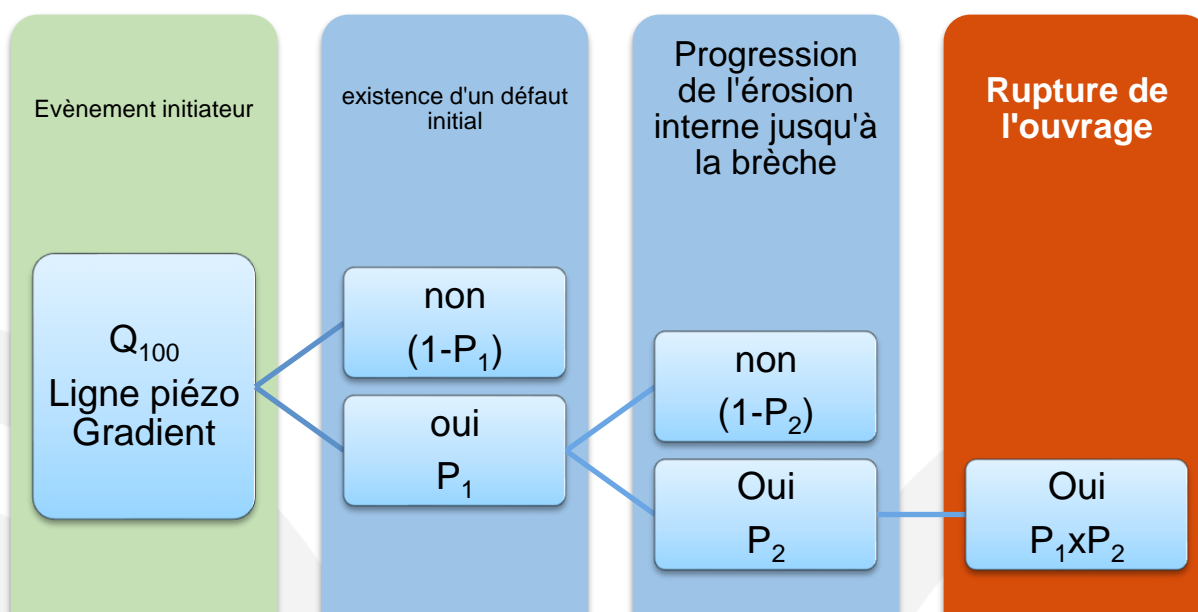 Evènement initiateur
existence d'un défaut
initial
Progression
de l'érosion
interne jusqu'à
la brèche
Rupture de
l'ouvrage
Q₁₀₀
Ligne piézo
Gradient
non
(1-P₁)
oui
P₁
non
(1-P₂)
Oui
P₂
Oui
P₁xP₂